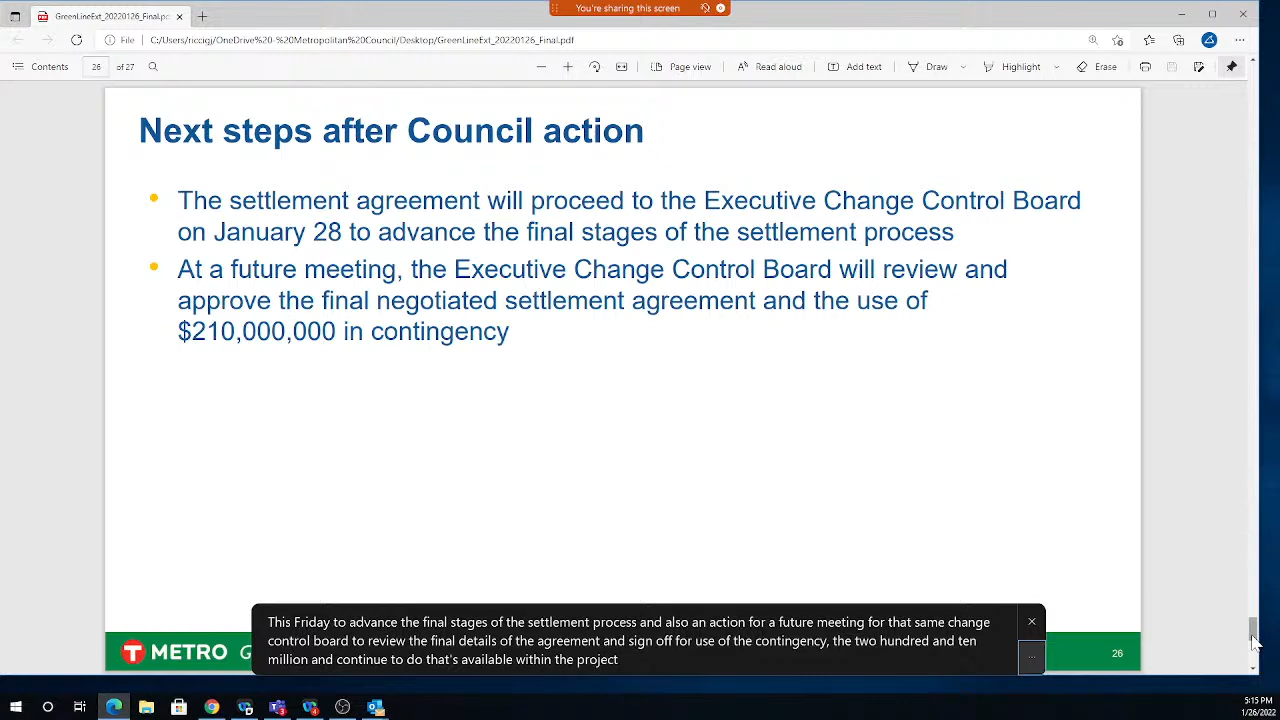 You're sharing this screen
GreenLineExt_20220126_Final.pdf
File
C:/Users/riccigj/OneDrive%20-%20Metropolitan%20Council/Desktop/GreenLineExt_20220126_Final.pdf
Contents
26
of 27
Page view
Read aloud
Add text
Draw
Highlight
Erase
Next steps after Council action
• The settlement agreement will proceed to the Executive Change Control Board
on January 28 to advance the final stages of the settlement process
• At a future meeting, the Executive Change Control Board will review and
approve the final negotiated settlement agreement and the use of
$210,000,000 in contingency
This Friday to advance the final stages of the settlement process and also an action for a future meeting for that same change
control board to review the final details of the agreement and sign off for use of the contingency, the two hundred and ten
million and continue to do that's available within the project
T METRO G
26
5:15 PM
1/26/2022